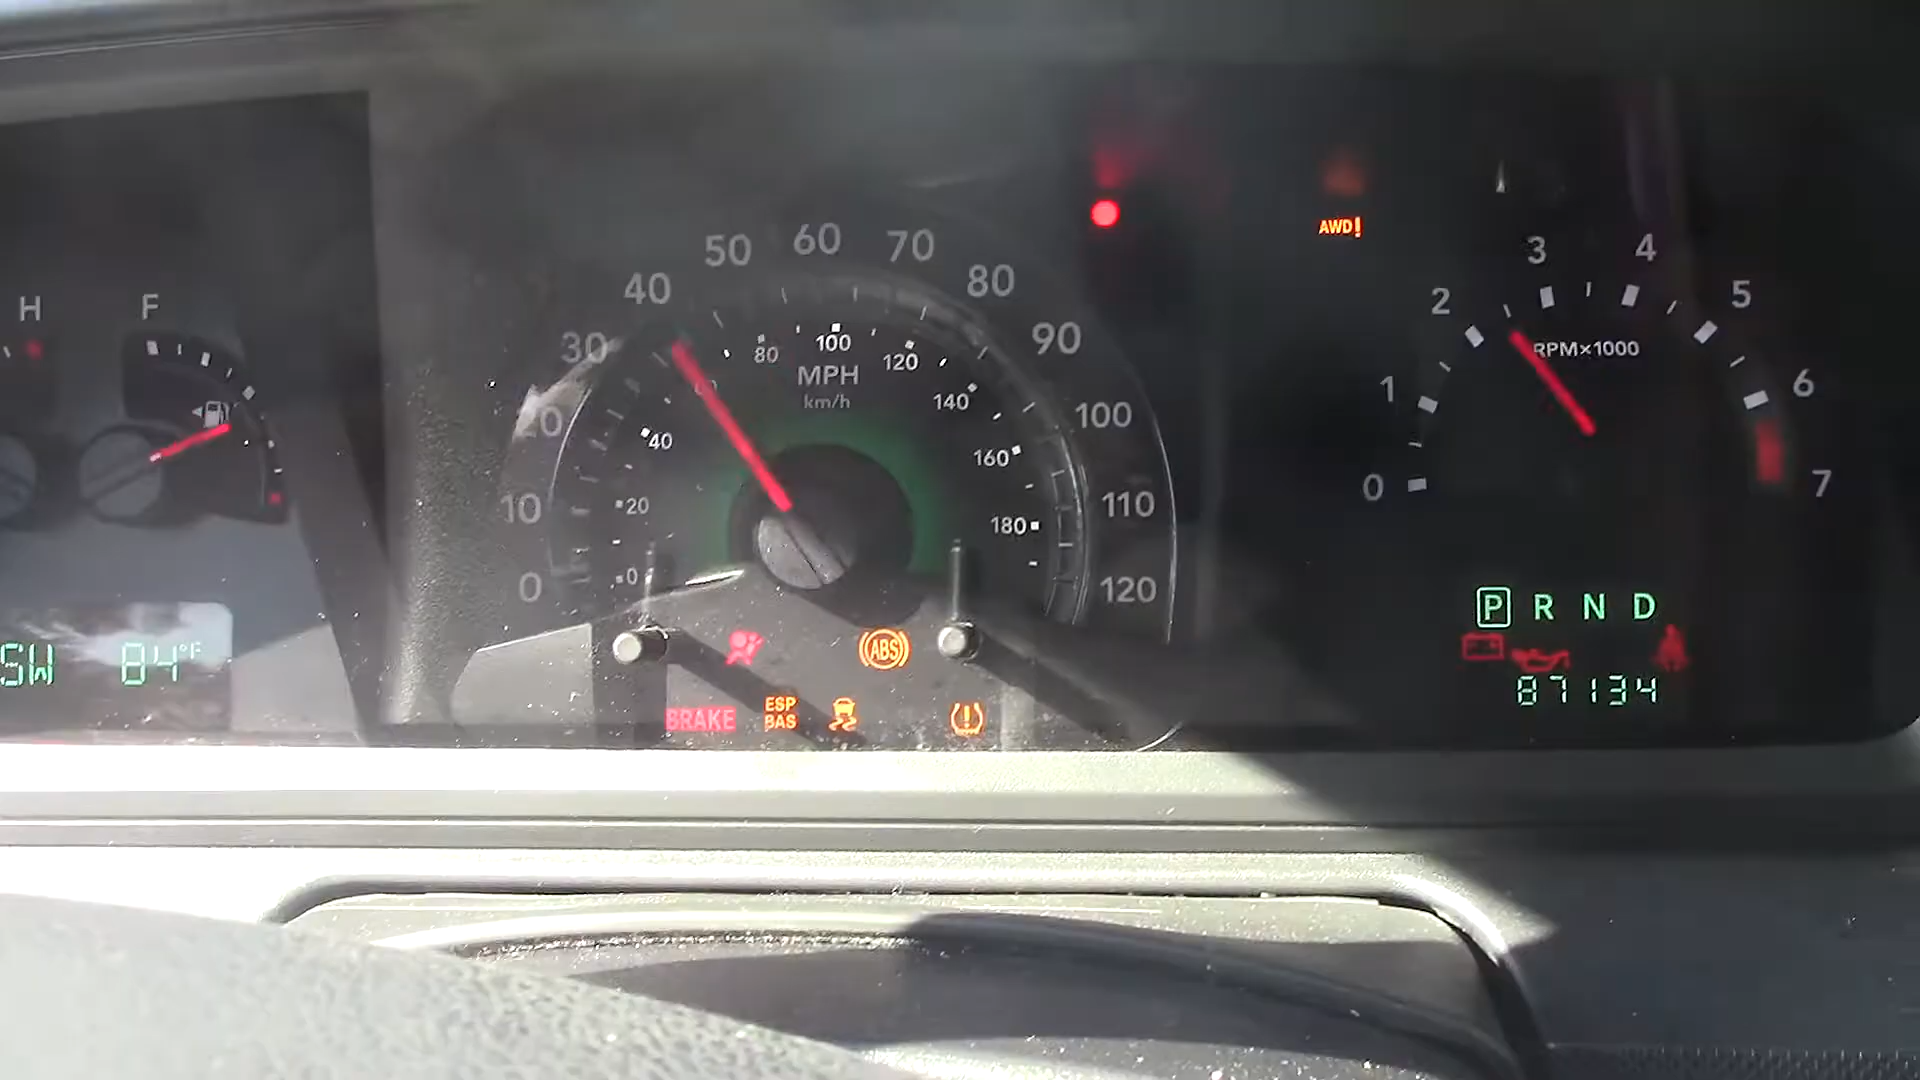 H F
SW 84°F
0 10 20 30 40 50 60 70 80 90 100 110 120
0 20 40 60 80 100 120 140 160 180
MPH
km/h
ABS
BRAKE ESP BAS
AWD!
0 1 2 3 4 5 6 7
RPM×1000
P R N D
87134